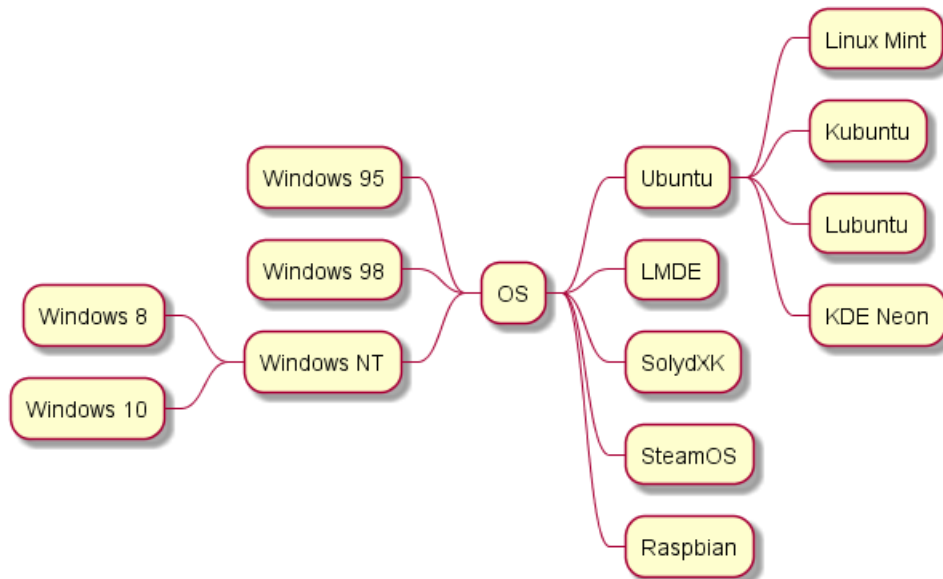 Linux Mint
Kubuntu
Windows 95
Ubuntu
Lubuntu
Windows 98
OS
LMDE
Windows 8
KDE Neon
Windows NT
SolydXK
Windows 10
SteamOS
Raspbian